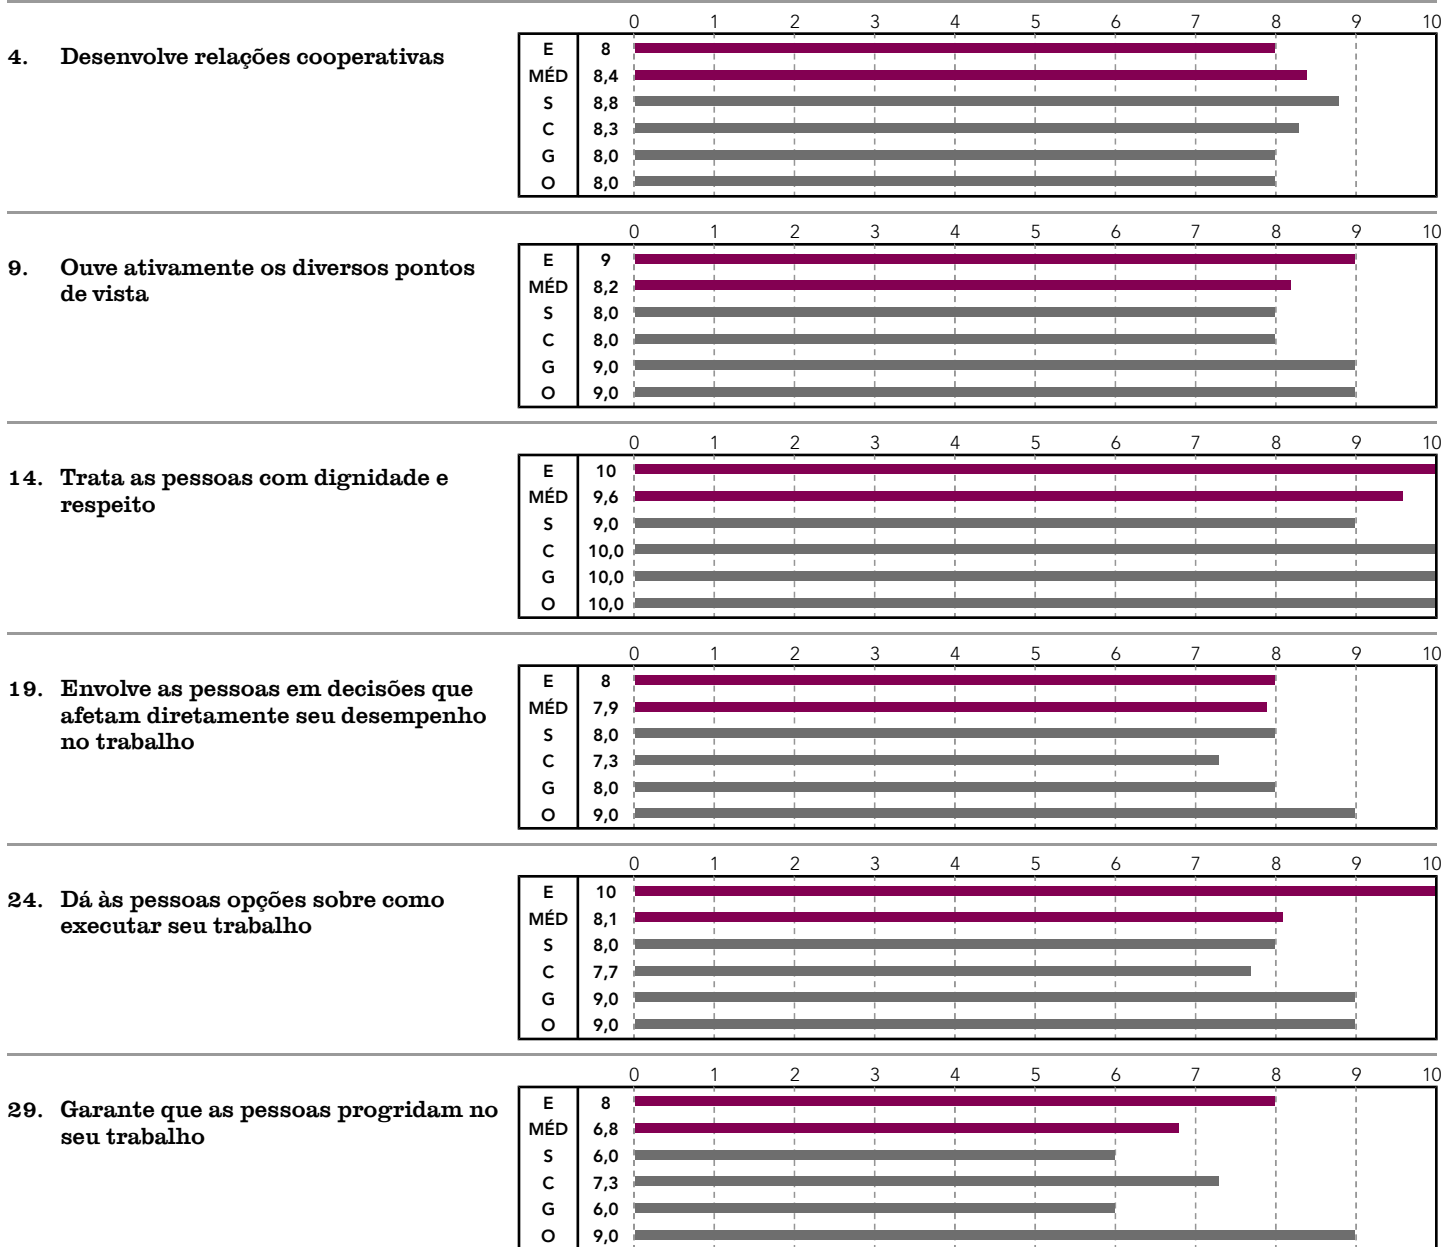 0 1 2 3 4 5 6 7 8 9 10
4. Desenvolve relações cooperativas
E 8
MÉD 8,4
S 8,8
C 8,3
G 8,0
O 8,0
0 1 2 3 4 5 6 7 8 9 10
9. Ouve ativamente os diversos pontos
de vista
E 9
MÉD 8,2
S 8,0
C 8,0
G 9,0
O 9,0
0 1 2 3 4 5 6 7 8 9 10
14. Trata as pessoas com dignidade e
respeito
E 10
MÉD 9,6
S 9,0
C 10,0
G 10,0
O 10,0
0 1 2 3 4 5 6 7 8 9 10
19. Envolve as pessoas em decisões que
afetam diretamente seu desempenho
no trabalho
E 8
MÉD 7,9
S 8,0
C 7,3
G 8,0
O 9,0
0 1 2 3 4 5 6 7 8 9 10
24. Dá às pessoas opções sobre como
executar seu trabalho
E 10
MÉD 8,1
S 8,0
C 7,7
G 9,0
O 9,0
0 1 2 3 4 5 6 7 8 9 10
29. Garante que as pessoas progridam no
seu trabalho
E 8
MÉD 6,8
S 6,0
C 7,3
G 6,0
O 9,0